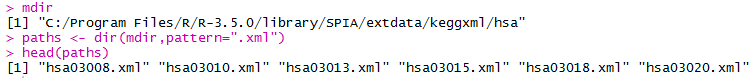 > mdir
[1] "C:/Program Files/R/R-3.5.0/library/SPIA/extdata/keggxml/hsa"
> paths <- dir(mdir,pattern=".xml")
> head(paths)
[1] "hsa03008.xml" "hsa03010.xml" "hsa03013.xml" "hsa03015.xml" "hsa03018.xml" "hsa03020.xml"